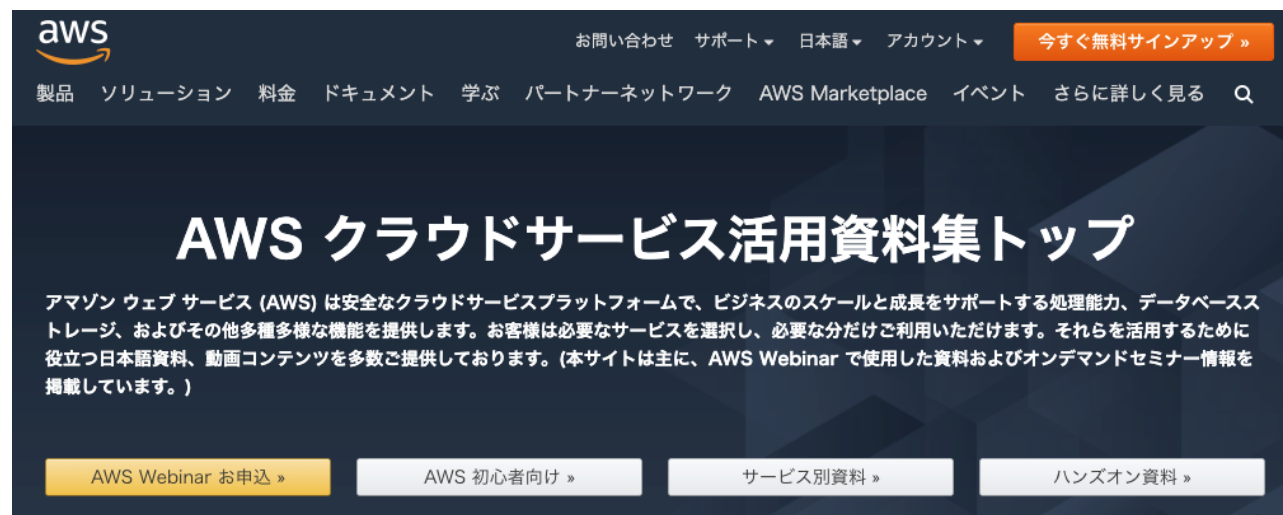 aws
お問い合わせ サポート 日本語 アカウント 今すぐ無料サインアップ »
製品 ソリューション 料金 ドキュメント 学ぶ パートナーネットワーク AWS Marketplace イベント さらに詳しく見る
AWS クラウドサービス活用資料集トップ
アマゾン ウェブ サービス (AWS) は安全なクラウドサービスプラットフォームで、ビジネスのスケールと成長をサポートする処理能力、データベースス
トレージ、およびその他多種多様な機能を提供します。お客様は必要なサービスを選択し、必要な分だけご利用いただけます。それらを活用するために
役立つ日本語資料、動画コンテンツを多数ご提供しております。(本サイトは主に、AWS Webinar で使用した資料およびオンデマンドセミナー情報を
掲載しています。)
AWS Webinar お申込 » AWS 初心者向け » サービス別資料 » ハンズオン資料 »